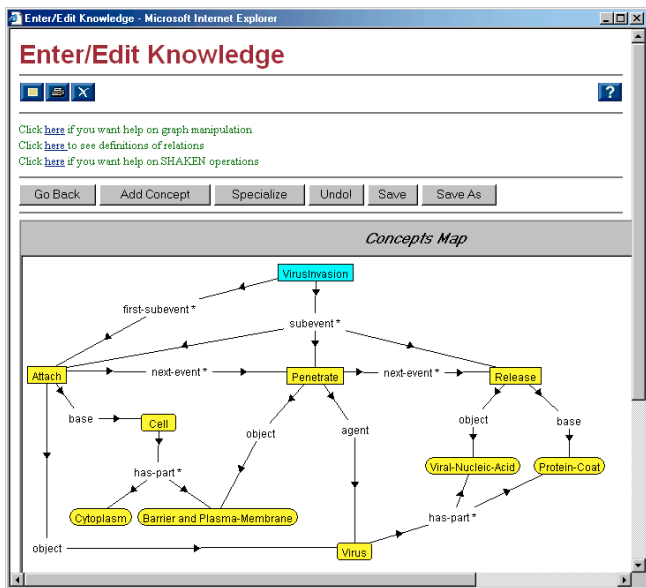 Enter/Edit Knowledge - Microsoft Internet Explorer
Enter/Edit Knowledge
?
Click here if you want help on graph manipulation
Click here to see definitions of relations
Click here if you want help on SHAKEN operations
Go Back Add Concept Specialize Undo! Save Save As
Concepts Map
VirusInvasion
first-subevent *
subevent *
Attach next-event * Penetrate next-event * Release
base Cell object agent object base
has-part * Viral-Nucleic-Acid Protein-Coat
Cytoplasm Barrier and Plasma-Membrane has-part *
object Virus